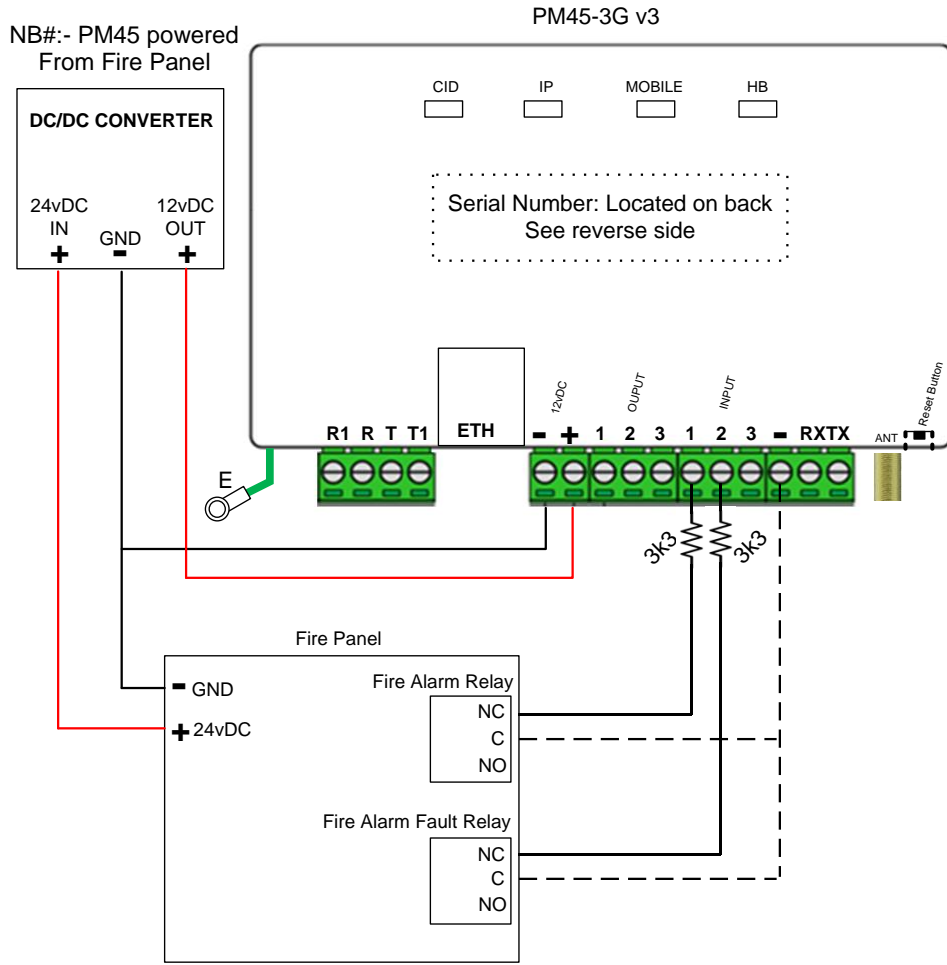 PM45-3G v3
NB#:- PM45 powered
From Fire Panel
DC/DC CONVERTER
24vDC
IN
+
GND
-
12vDC
OUT
+
CID
IP
MOBILE
HB
Serial Number: Located on back
See reverse side
R1 R T T1
ETH
12vDC
- +
OUPUT
1 2 3
INPUT
1 2 3
-
RXTX
ANT
Reset Button
E
3k3
3k3
Fire Panel
- GND
+ 24vDC
Fire Alarm Relay
NC
C
NO
Fire Alarm Fault Relay
NC
C
NO